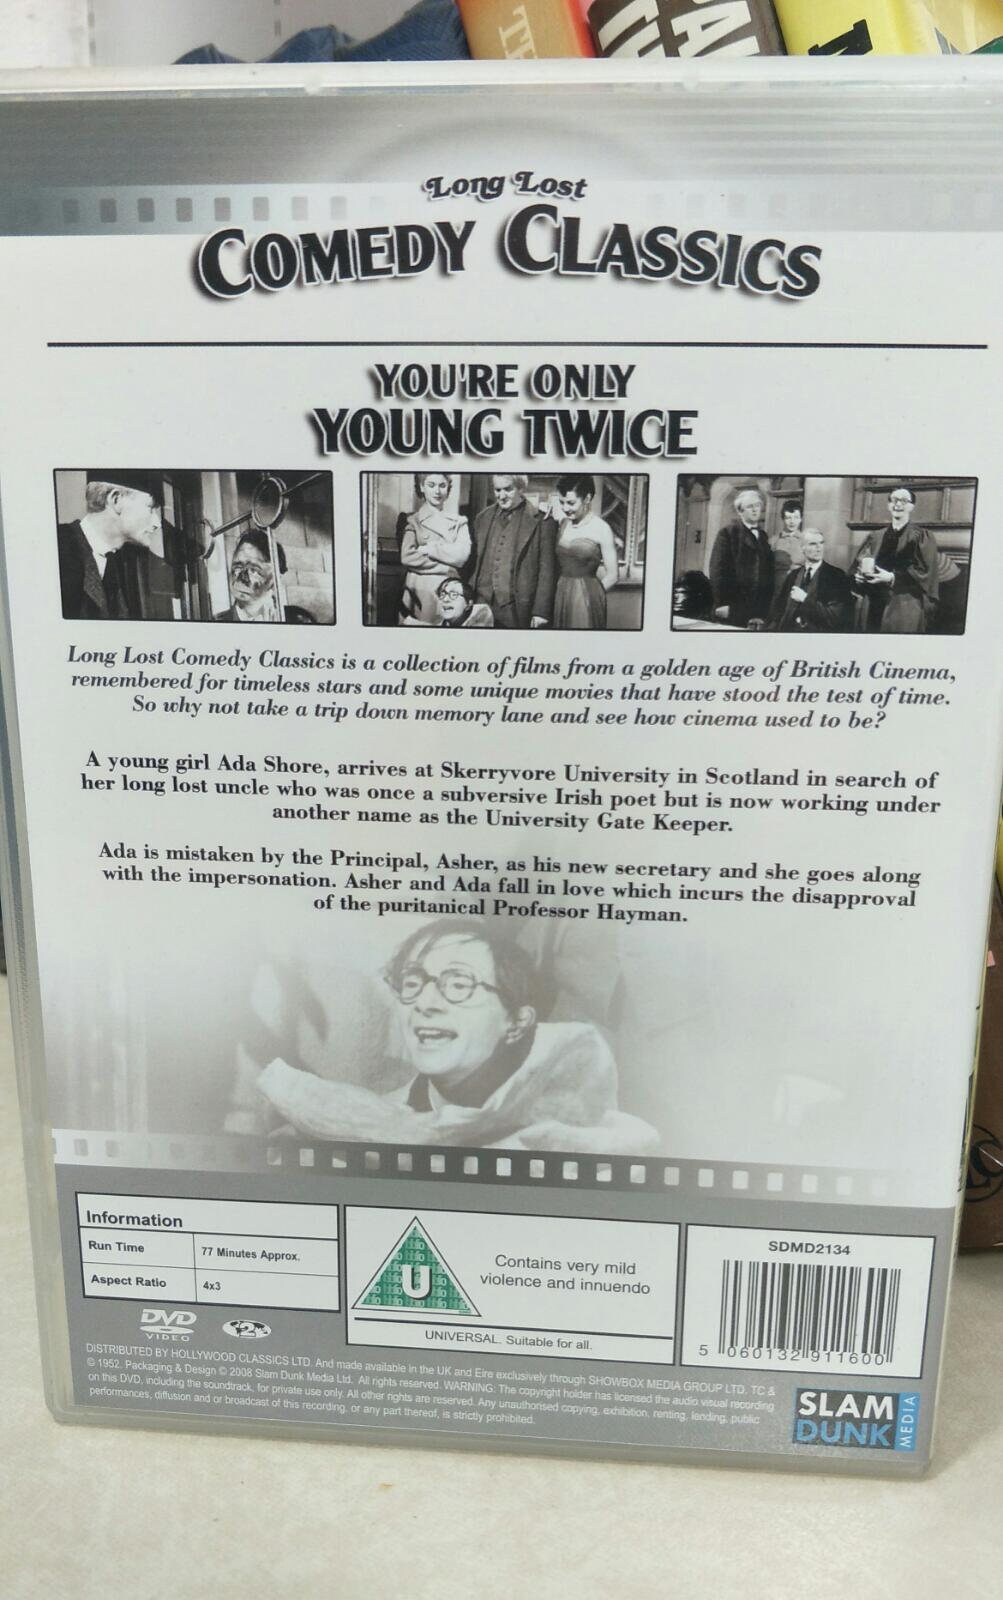 TH
Long Lost
COMEDY CLASSICS
YOU'RE ONLY
YOUNG TWICE
Long Lost Comedy Classics is a collection of films from a golden age of British Cinema,
remembered for timeless stars and some unique movies that have stood the test of time.
So why not take a trip down memory lane and see how cinema used to be?
A young girl Ada Shore, arrives at Skerryvore University in Scotland in search of
her long lost uncle who was once a subversive Irish poet but is now working under
another name as the University Gate Keeper.
Ada is mistaken by the Principal, Asher, as his new secretary and she goes along
with the impersonation. Asher and Ada fall in love which incurs the disapproval
of the puritanical Professor Hayman.
Information
Run Time 77 Minutes Approx.
Aspect Ratio 4x3
DVD
VIDEO
2
U
Contains very mild
violence and innuendo
UNIVERSAL. Suitable for all.
SDMD2134
5 060132 911600
DISTRIBUTED BY HOLLYWOOD CLASSICS LTD. And made available in the UK and Eire exclusively through SHOWBOX MEDIA GROUP LTD. TC &
© 1952. Packaging & Design © 2008 Slam Dunk Media Ltd. All rights reserved. WARNING: The copyright holder has licensed the audio visual recording
on this DVD, including the soundtrack, for private use only. All other rights are reserved. Any unauthorised copying, exhibition, renting, lending, public
performances, diffusion and or broadcast of this recording, or any part thereof, is strictly prohibited.
SLAM
DUNK
MEDIA